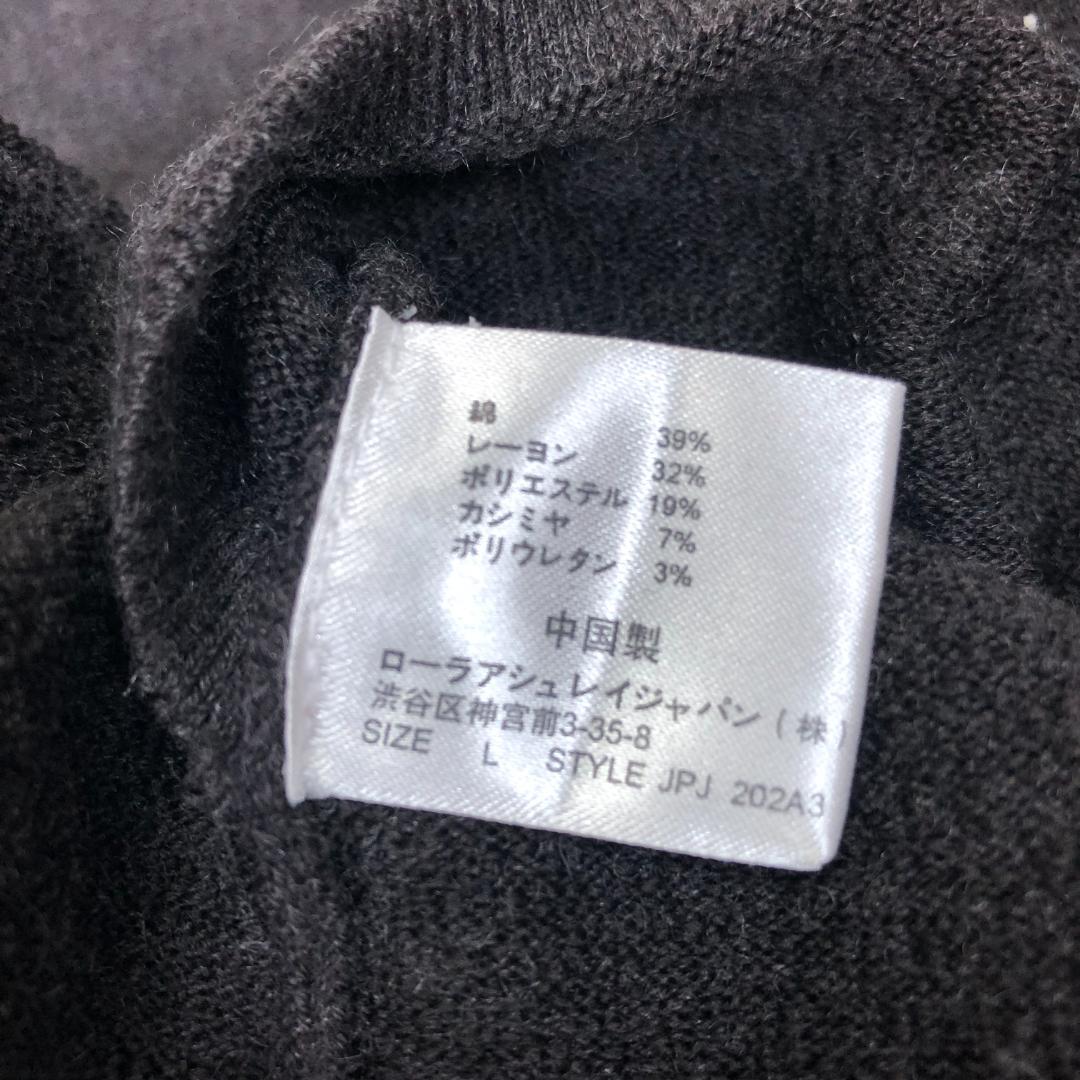 綿 39%
レーヨン 32%
ポリエステル 19%
カシミヤ 7%
ポリウレタン 3%
中国製
ローラアシュレイジャパン(株)
渋谷区神宮前3-35-8
SIZE L STYLE JPJ 202A3